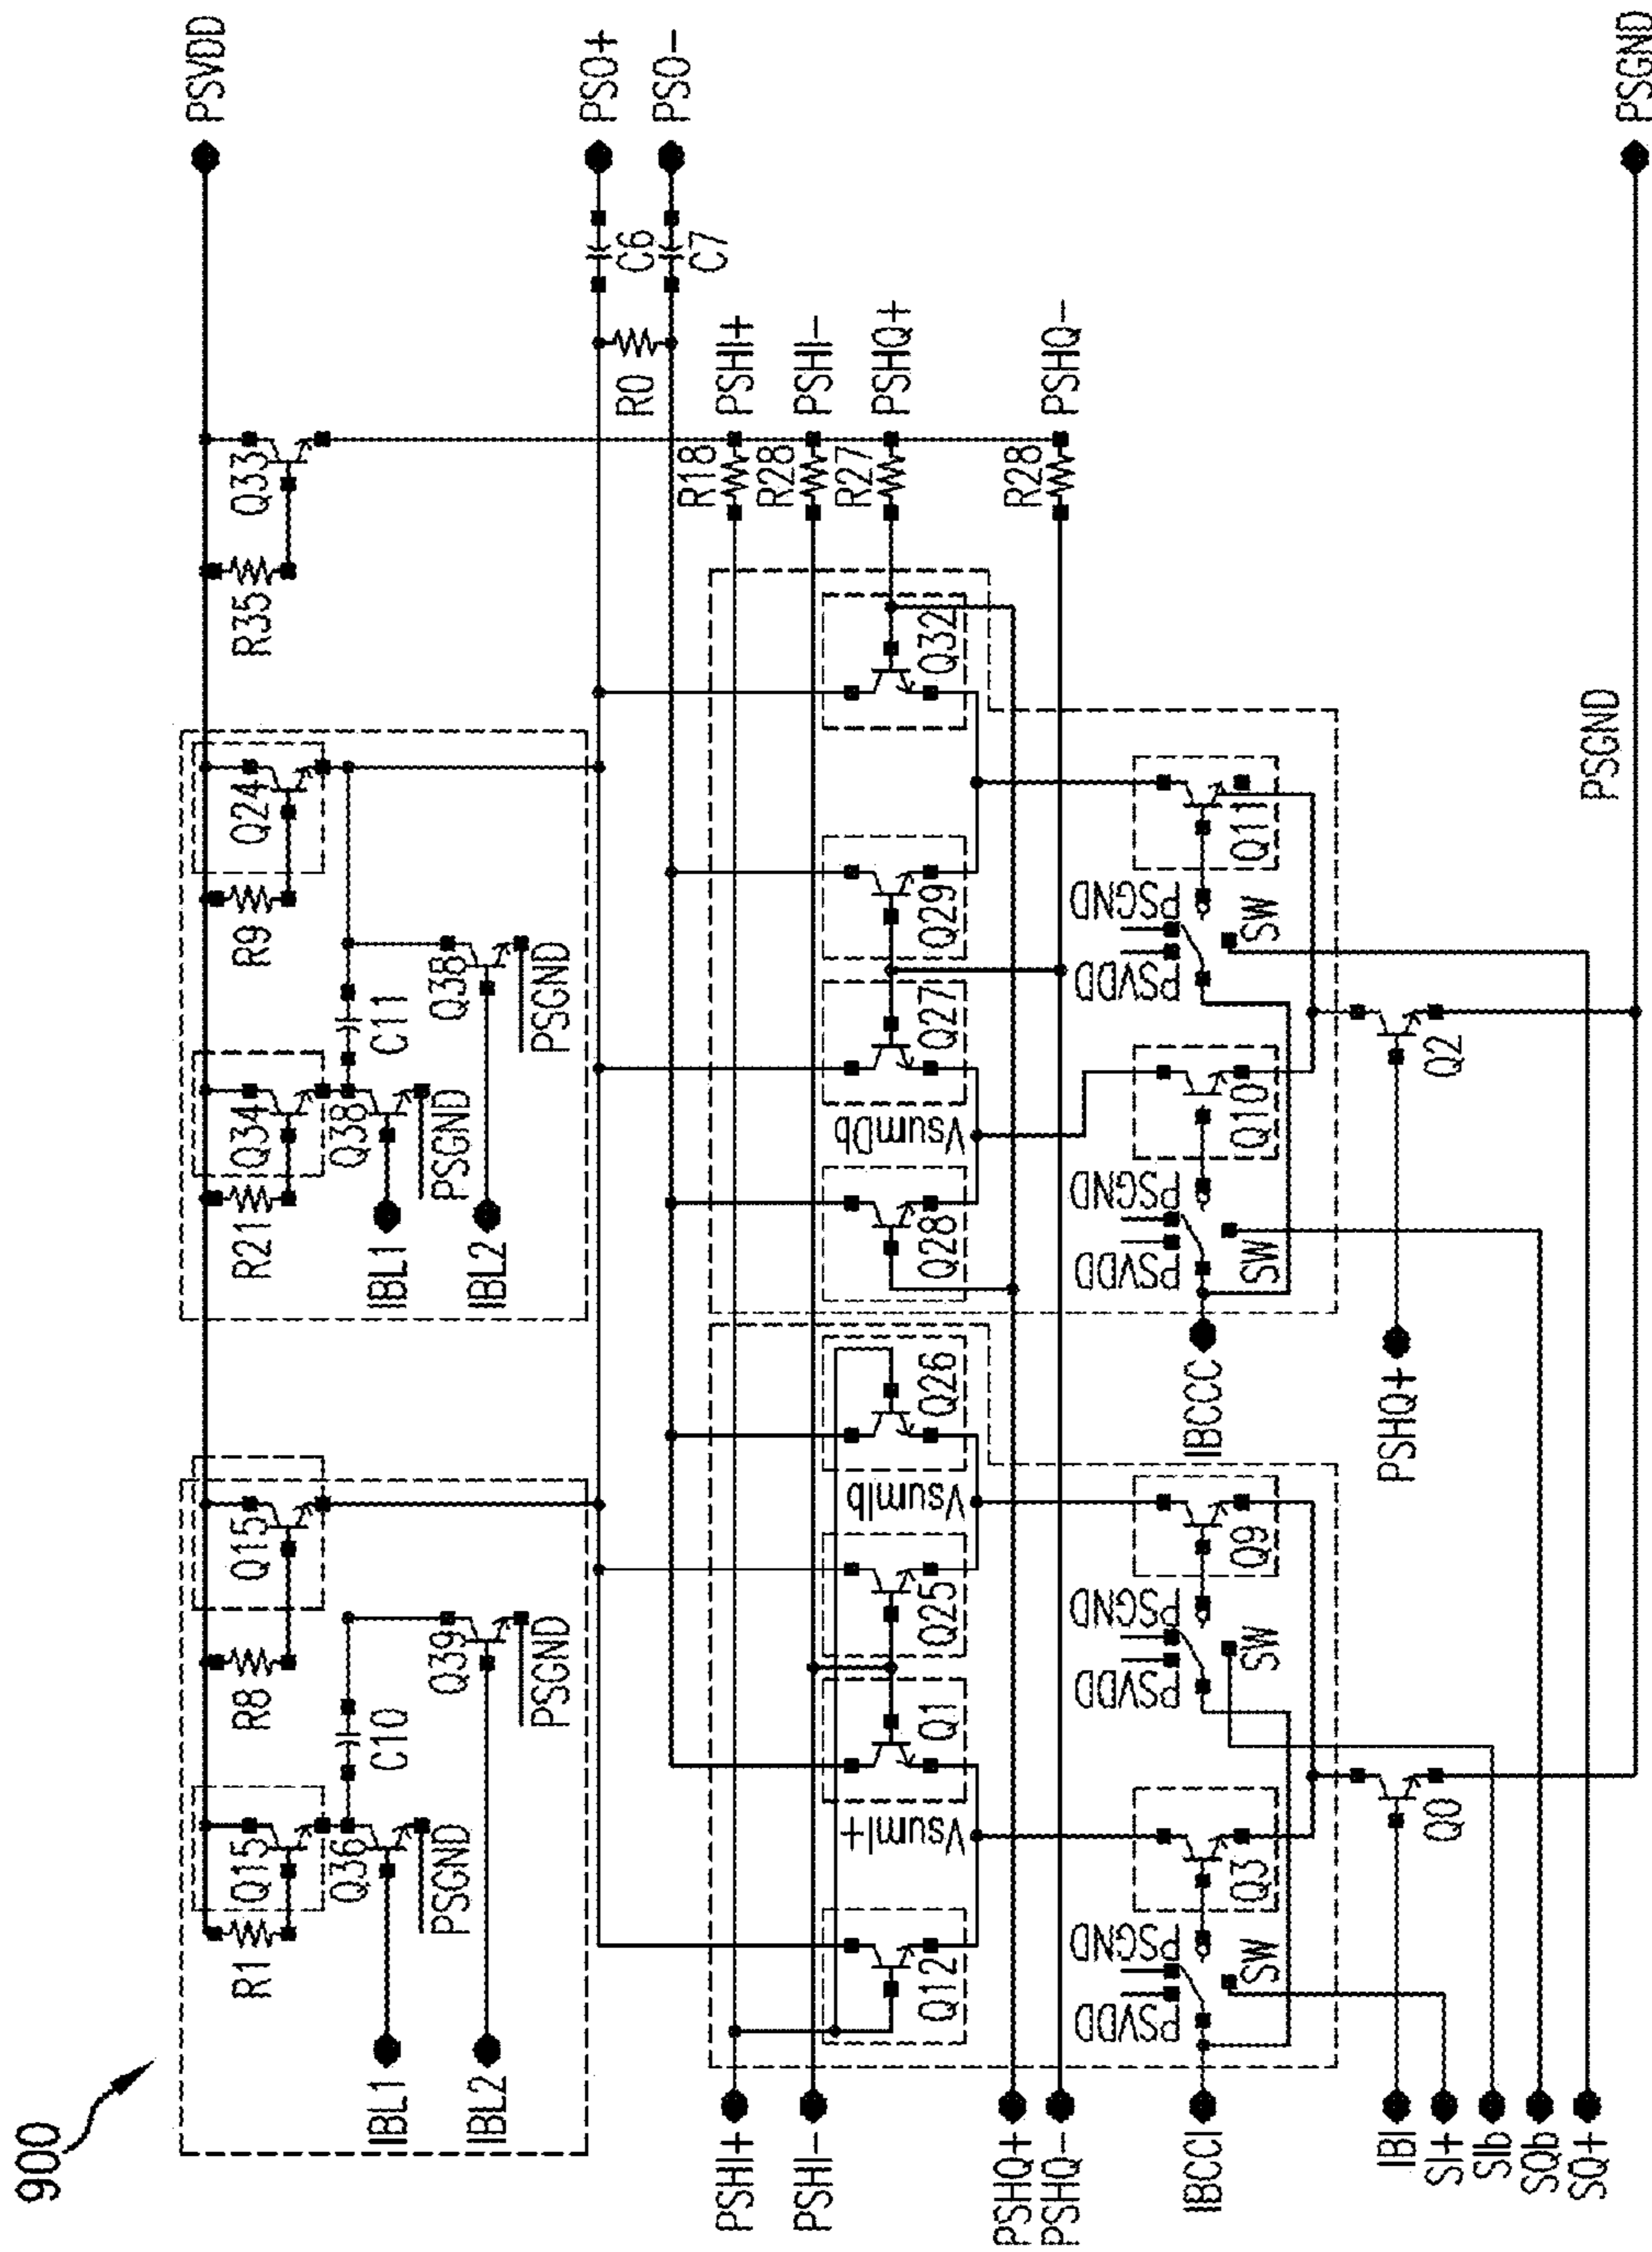 900
PSVDD
R1
Q15
R8
Q15
R21
Q34
R9
Q24
R35
Q33
Q36
C10
Q38
C11
IBL1
PSGND
Q39
IBL1
PSGND
Q38
IBL2
PSGND
IBL2
PSGND
PSO+
PSO-
C6
C7
R0
PSHI+
R18
PSHI+
PSHI-
R28
PSHI-
R27
PSHQ+
Q12
Q1
Q25
Q26
Q28
Q27
Q29
Q32
VsumI+
VsumIb
VsumDb
PSHQ+
PSHQ-
R28
PSHQ-
PSVDD
PSGND
PSVDD
PSGND
PSVDD
PSGND
PSVDD
PSGND
IBCCI
SW
Q3
SW
Q9
IBCCC
SW
Q10
SW
Q11
IBI
Q0
PSHQ+
Q2
SI+
SIb
SQb
SQ+
PSGND
PSGND